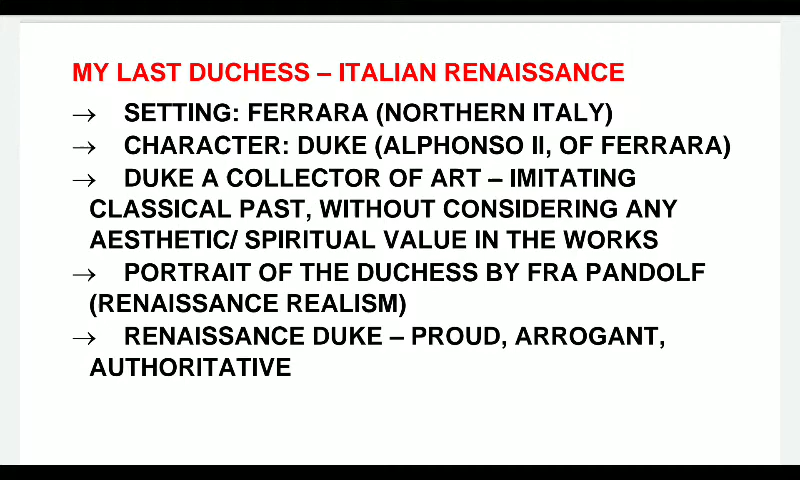 MY LAST DUCHESS – ITALIAN RENAISSANCE
→ SETTING: FERRARA (NORTHERN ITALY)
→ CHARACTER: DUKE (ALPHONSO II, OF FERRARA)
→ DUKE A COLLECTOR OF ART – IMITATING
CLASSICAL PAST, WITHOUT CONSIDERING ANY
AESTHETIC/ SPIRITUAL VALUE IN THE WORKS
→ PORTRAIT OF THE DUCHESS BY FRA PANDOLF
(RENAISSANCE REALISM)
→ RENAISSANCE DUKE – PROUD, ARROGANT,
AUTHORITATIVE